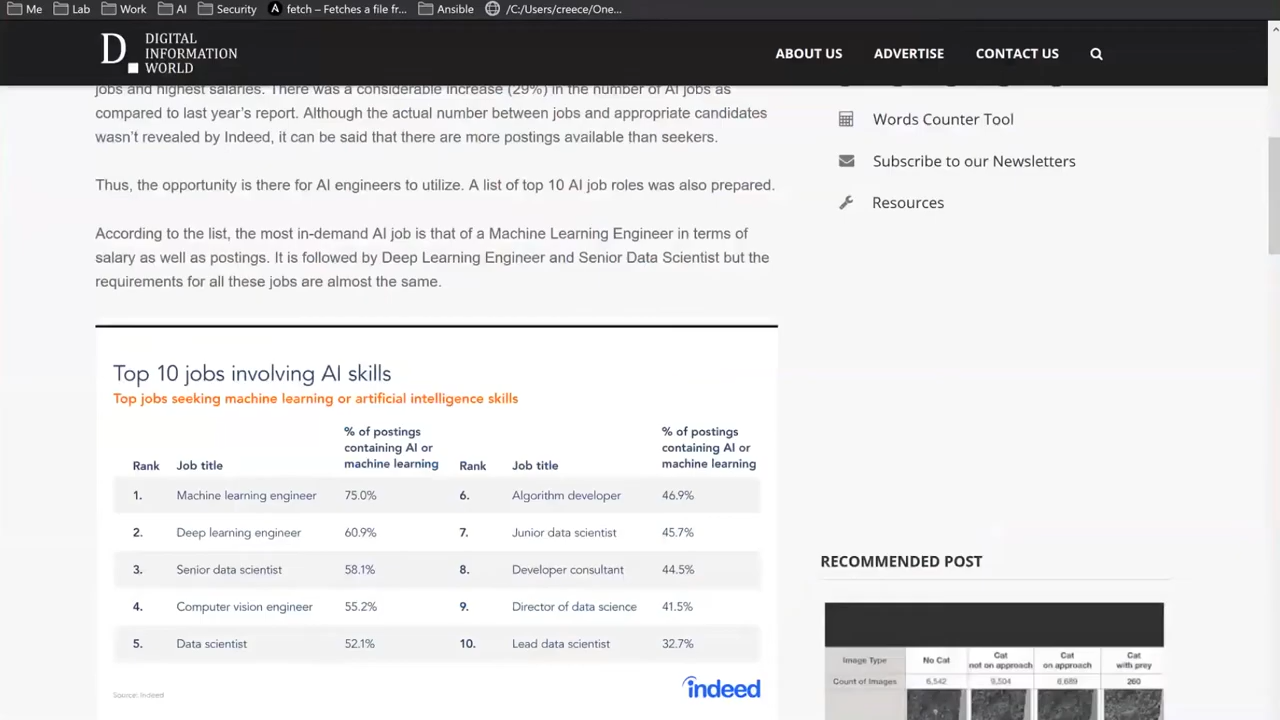 Me Lab Work AI Security fetch – Fetches a file fr... Ansible /C:/Users/creece/One...
D. DIGITAL
INFORMATION
WORLD
ABOUT US ADVERTISE CONTACT US
jobs and highest salaries. There was a considerable increase (29%) in the number of AI jobs as
compared to last year's report. Although the actual number between jobs and appropriate candidates
wasn't revealed by Indeed, it can be said that there are more postings available than seekers.
Thus, the opportunity is there for AI engineers to utilize. A list of top 10 AI job roles was also prepared.
According to the list, the most in-demand AI job is that of a Machine Learning Engineer in terms of
salary as well as postings. It is followed by Deep Learning Engineer and Senior Data Scientist but the
requirements for all these jobs are almost the same.
Top 10 jobs involving AI skills
Top jobs seeking machine learning or artificial intelligence skills
% of postings % of postings
containing AI or containing AI or
Rank Job title machine learning Rank Job title machine learning
1. Machine learning engineer 75.0% 6. Algorithm developer 46.9%
2. Deep learning engineer 60.9% 7. Junior data scientist 45.7%
3. Senior data scientist 58.1% 8. Developer consultant 44.5%
4. Computer vision engineer 55.2% 9. Director of data science 41.5%
5. Data scientist 52.1% 10. Lead data scientist 32.7%
Source: Indeed indeed
Words Counter Tool
Subscribe to our Newsletters
Resources
RECOMMENDED POST
Image Type No Cat Cat not on approach Cat on approach Cat with prey
Count of Images 6,542 9,504 6,689 260